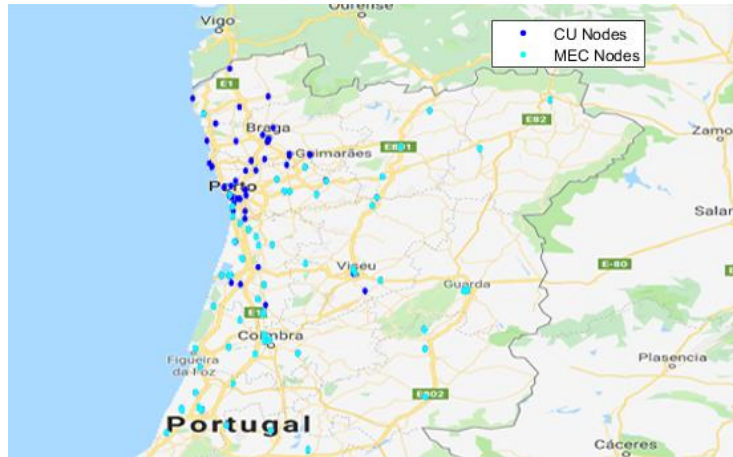 Ourense
Vigo
CU Nodes
MEC Nodes
E1
Braga
E82
Zamo
Guimarães
E801
Porto
Salar
E-80
Viseu
Guarda
E1
Coimbra
Figueira
da Foz
Plasencia
E802
Portugal
Cáceres